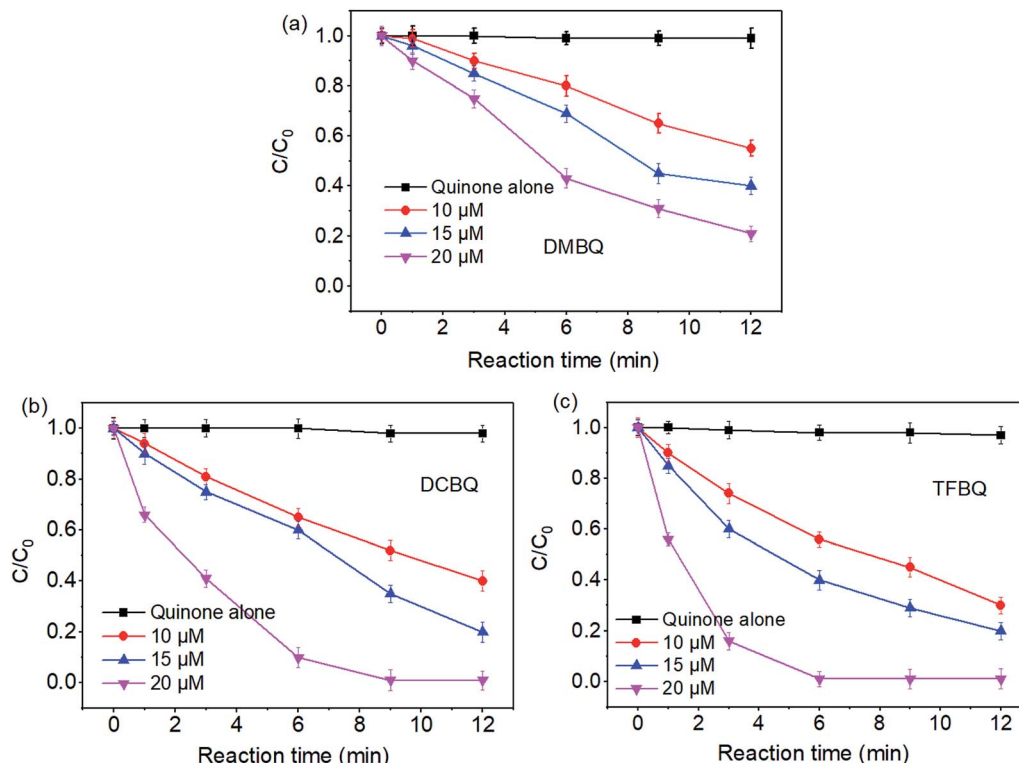 (a)
1.0
0.8
0.6
0.4
0.2
0.0
C/C₀
Quinone alone
10 µM
15 µM
20 µM
DMBQ
0 2 4 6 8 10 12
Reaction time (min)
(b)
1.0
0.8
0.6
0.4
0.2
0.0
C/C₀
DCBQ
Quinone alone
10 µM
15 µM
20 µM
0 2 4 6 8 10 12
Reaction time (min)
(c)
1.0
0.8
0.6
0.4
0.2
0.0
C/C₀
TFBQ
Quinone alone
10 µM
15 µM
20 µM
0 2 4 6 8 10 12
Reaction time (min)